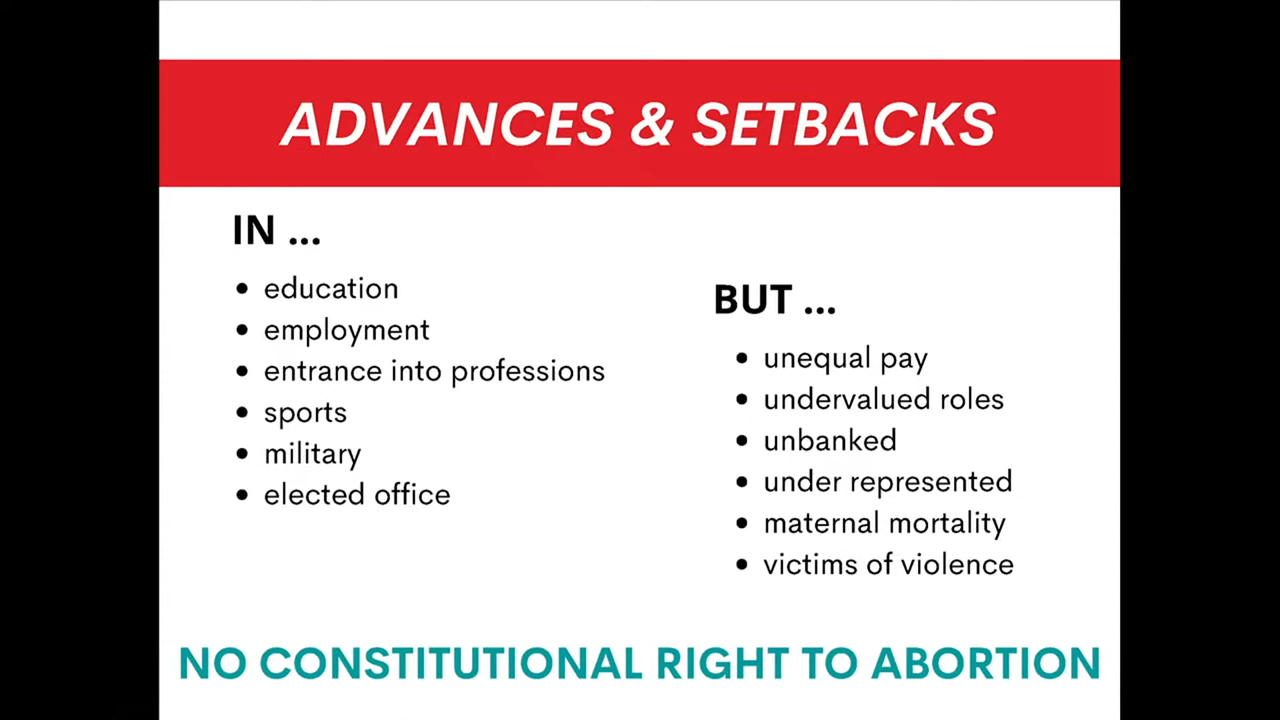 ADVANCES & SETBACKS
IN ...
• education
• employment
• entrance into professions
• sports
• military
• elected office
BUT ...
• unequal pay
• undervalued roles
• unbanked
• under represented
• maternal mortality
• victims of violence
NO CONSTITUTIONAL RIGHT TO ABORTION